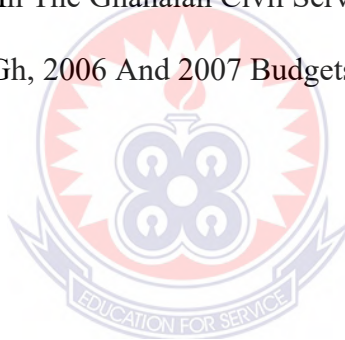 In The Ghanaian Civil Serv
Gh, 2006 And 2007 Budgets
EDUCATION FOR SERVICE